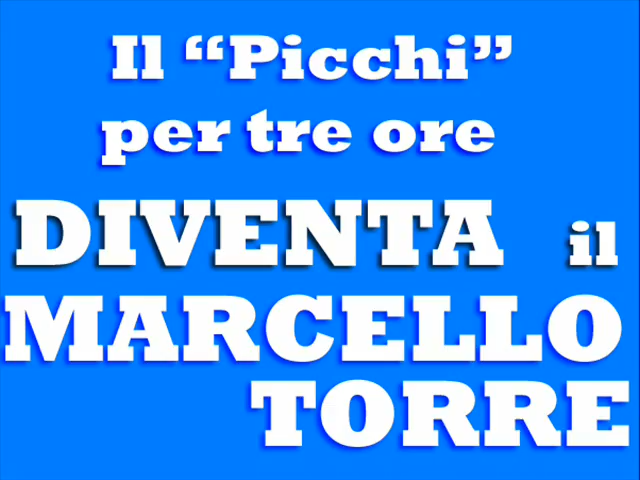 Il “Picchi”
per tre ore
DIVENTA il
MARCELLO
TORRE